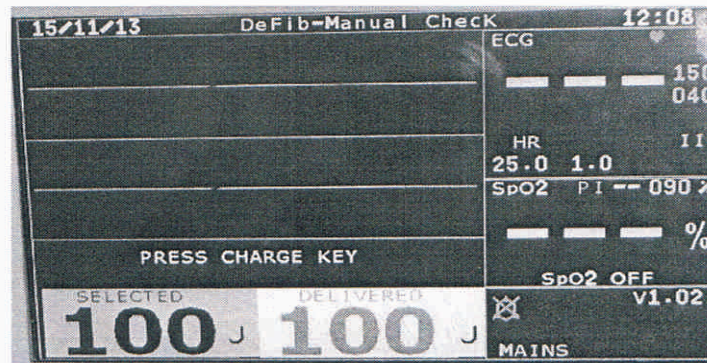 15/11/13 DeFib-Manual Check 12:08
ECG
--- 150
040
HR II
25.0 1.0
SpO2 PI -- 090 %
--- %
PRESS CHARGE KEY
SpO2 OFF
SELECTED DELIVERED V1.02
100 J 100 J
MAINS